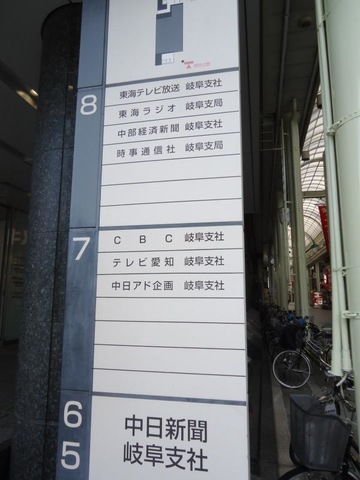 8
東海テレビ放送 岐阜支社
東海ラジオ 岐阜支局
中部経済新聞 岐阜支社
時事通信社 岐阜支局
7
CBC 岐阜支社
テレビ愛知 岐阜支社
中日アド企画 岐阜支社
6
5
中日新聞
岐阜支社